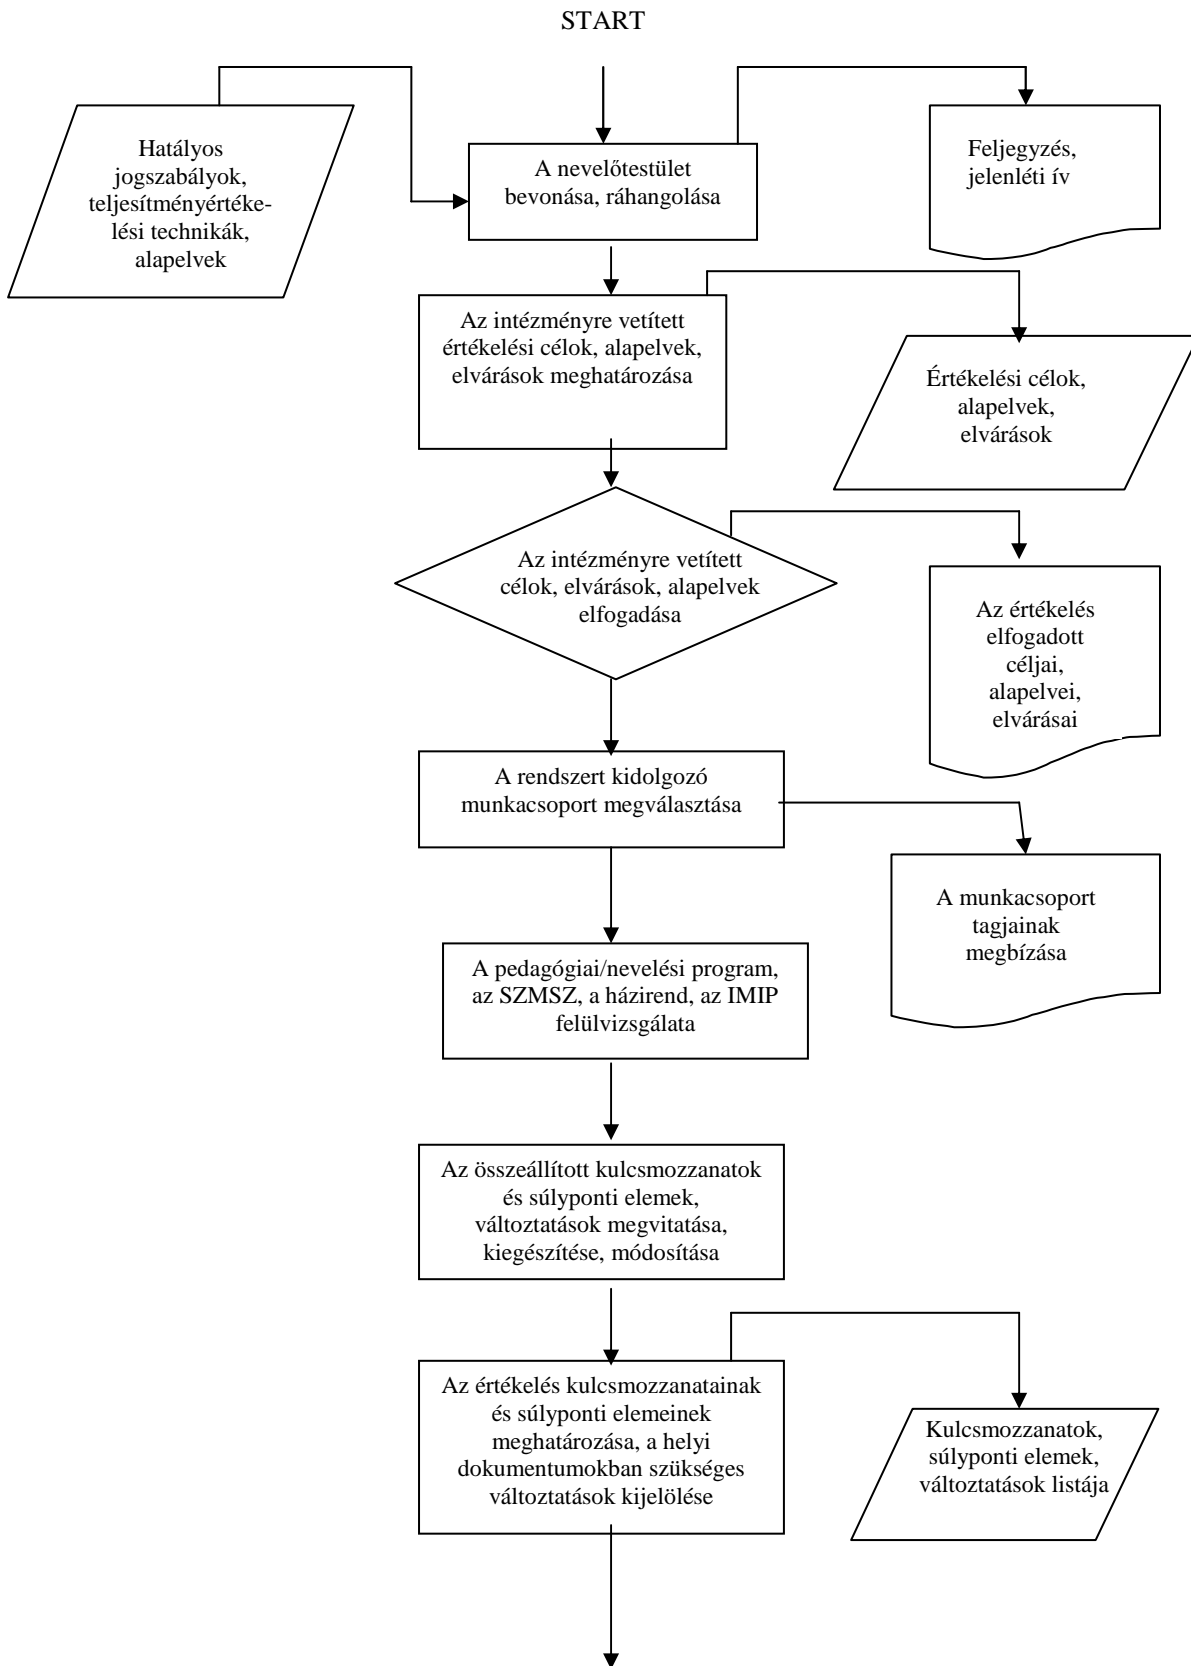 START
Hatályos
jogszabályok,
teljesítményértéke-
lési technikák,
alapelvek
A nevelőtestület
bevonása, ráhangolása
Feljegyzés,
jelenléti ív
Az intézményre vetített
értékelési célok, alapelvek,
elvárások meghatározása
Értékelési célok,
alapelvek,
elvárások
Az intézményre vetített
célok, elvárások, alapelvek
elfogadása
Az értékelés
elfogadott
céljai,
alapelvei,
elvárásai
A rendszert kidolgozó
munkacsoport megválasztása
A munkacsoport
tagjainak
megbízása
A pedagógiai/nevelési program,
az SZMSZ, a házirend, az IMIP
felülvizsgálata
Az összeállított kulcsmozzanatok
és súlyponti elemek,
változtatások megvitatása,
kiegészítése, módosítása
Az értékelés kulcsmozzanatainak
és súlyponti elemeinek
meghatározása, a helyi
dokumentumokban szükséges
változtatások kijelölése
Kulcsmozzanatok,
súlyponti elemek,
változtatások listája